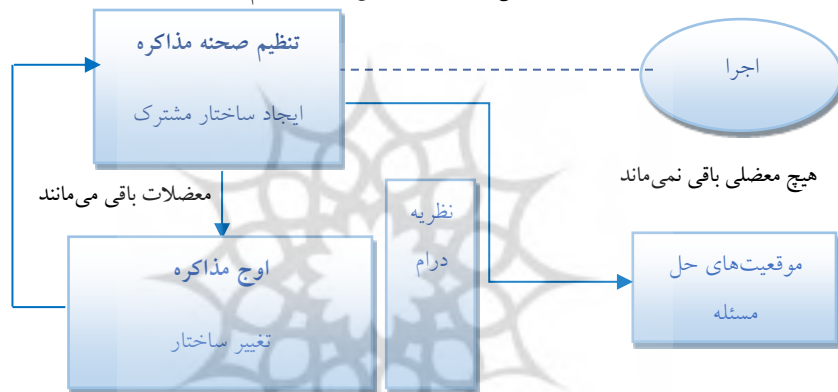 تنظیم صحنه مذاکره
ایجاد ساختار مشترک
اجرا
هیچ معضلی باقی نمی‌ماند
معضلات باقی می‌مانند
نظریه
درام
اوج مذاکره
تغییر ساختار
موقعیت‌های حل
مسئله